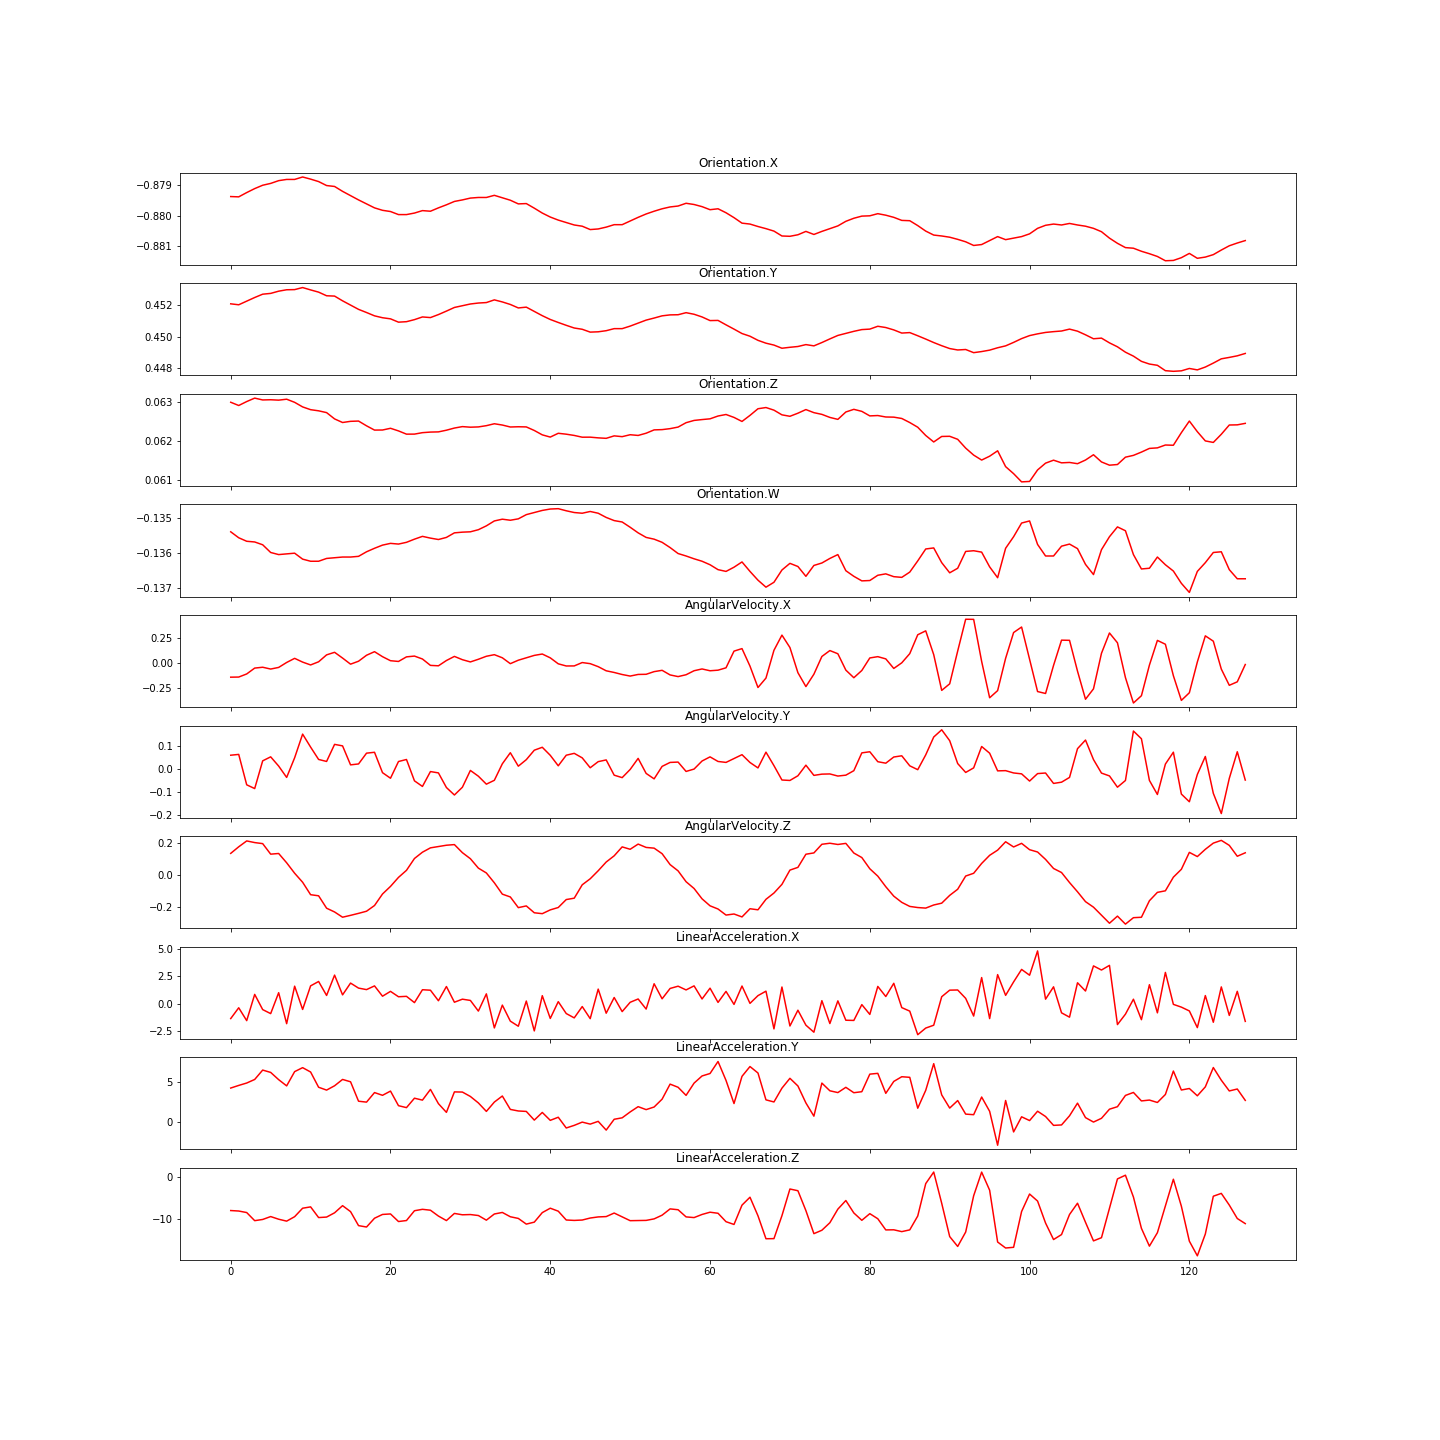 Orientation.X
−0.879
−0.880
−0.881
Orientation.Y
0.452
0.450
0.448
Orientation.Z
0.063
0.062
0.061
Orientation.W
−0.135
−0.136
−0.137
AngularVelocity.X
0.25
0.00
−0.25
AngularVelocity.Y
0.1
0.0
−0.1
−0.2
AngularVelocity.Z
0.2
0.0
−0.2
LinearAcceleration.X
5.0
2.5
0.0
−2.5
LinearAcceleration.Y
5
0
LinearAcceleration.Z
0
−10
0 20 40 60 80 100 120